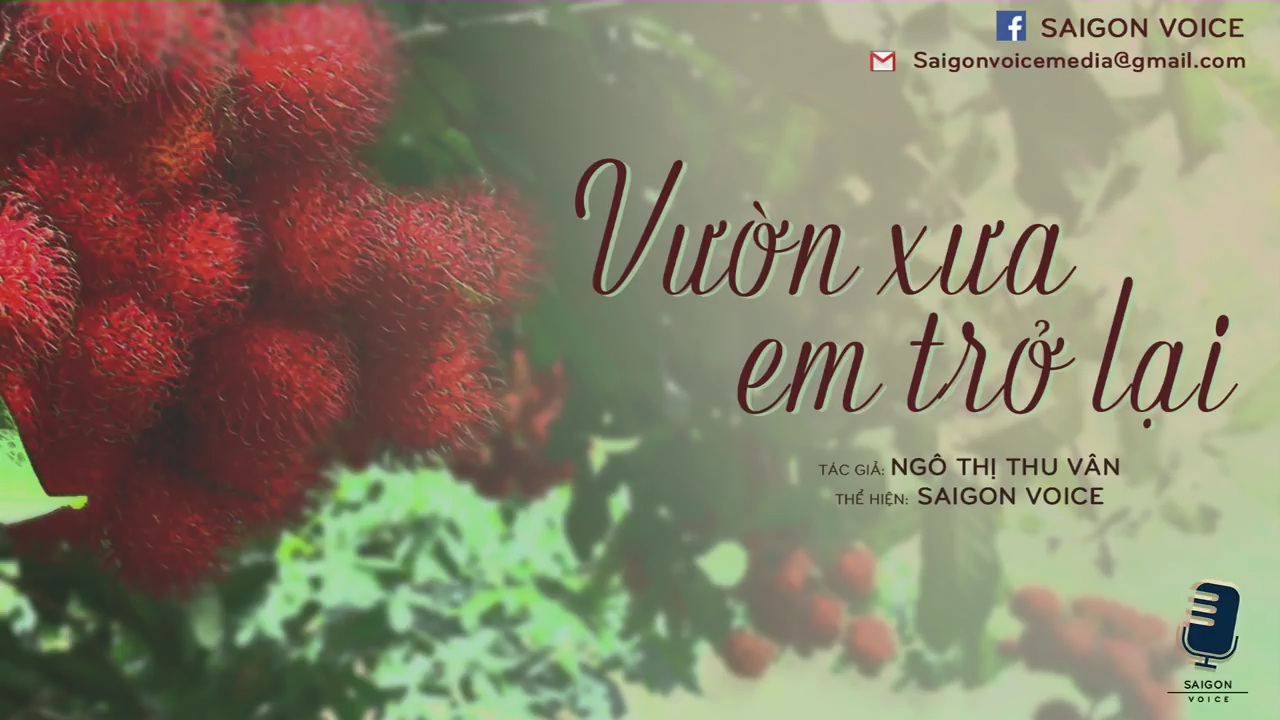 SAIGON VOICE
Saigonvoicemedia@gmail.com
Vườn xưa
em trở lại
TÁC GIẢ: NGÔ THỊ THU VÂN
THỂ HIỆN: SAIGON VOICE
SAIGON
VOICE